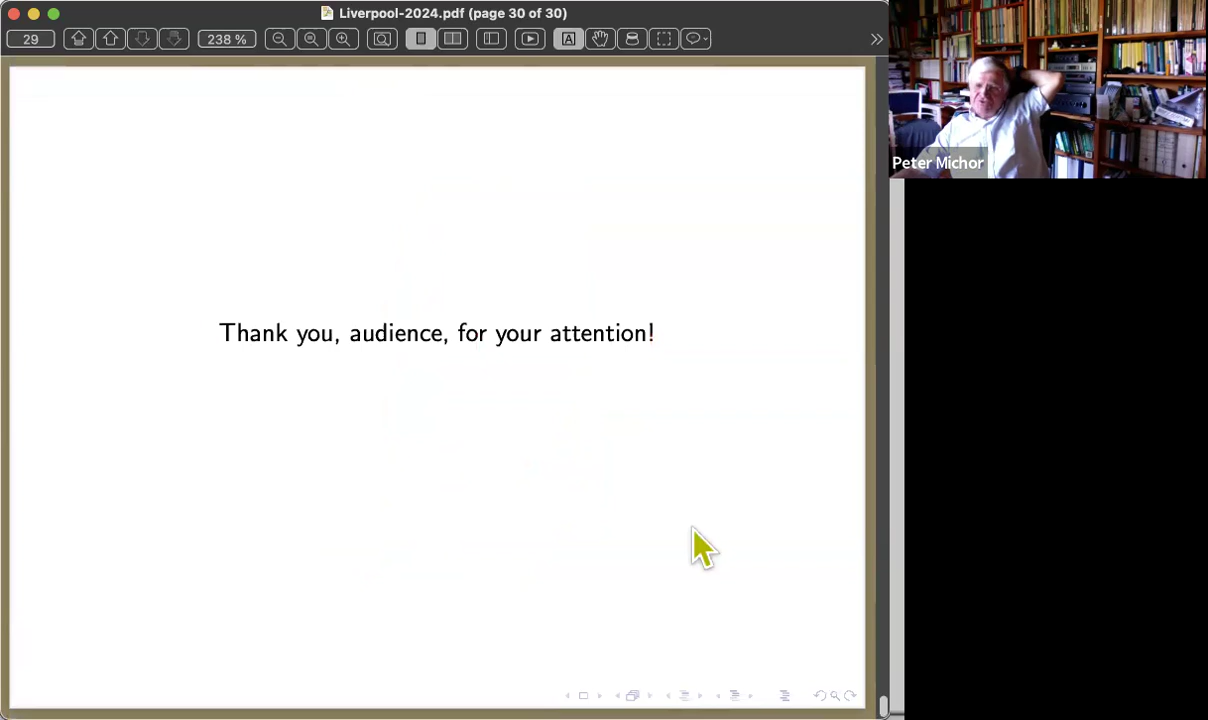 Liverpool-2024.pdf (page 30 of 30)
29
238 %
A
Thank you, audience, for your attention!
Peter Michor